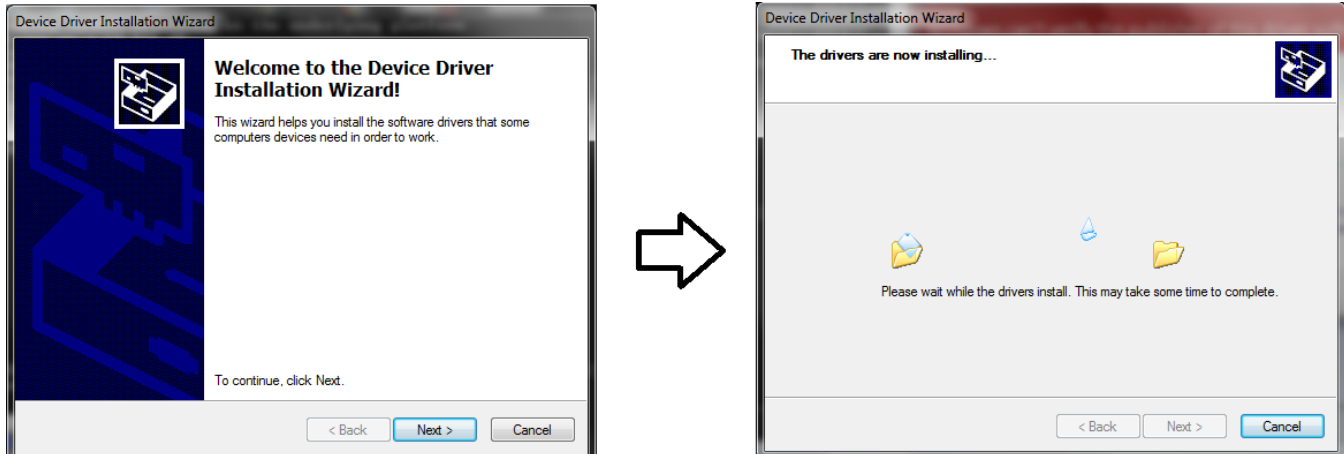 Device Driver Installation Wizard
Welcome to the Device Driver
Installation Wizard!
This wizard helps you install the software drivers that some
computers devices need in order to work.
To continue, click Next.
< Back
Next >
Cancel
Device Driver Installation Wizard
The drivers are now installing...
Please wait while the drivers install. This may take some time to complete.
< Back
Next >
Cancel